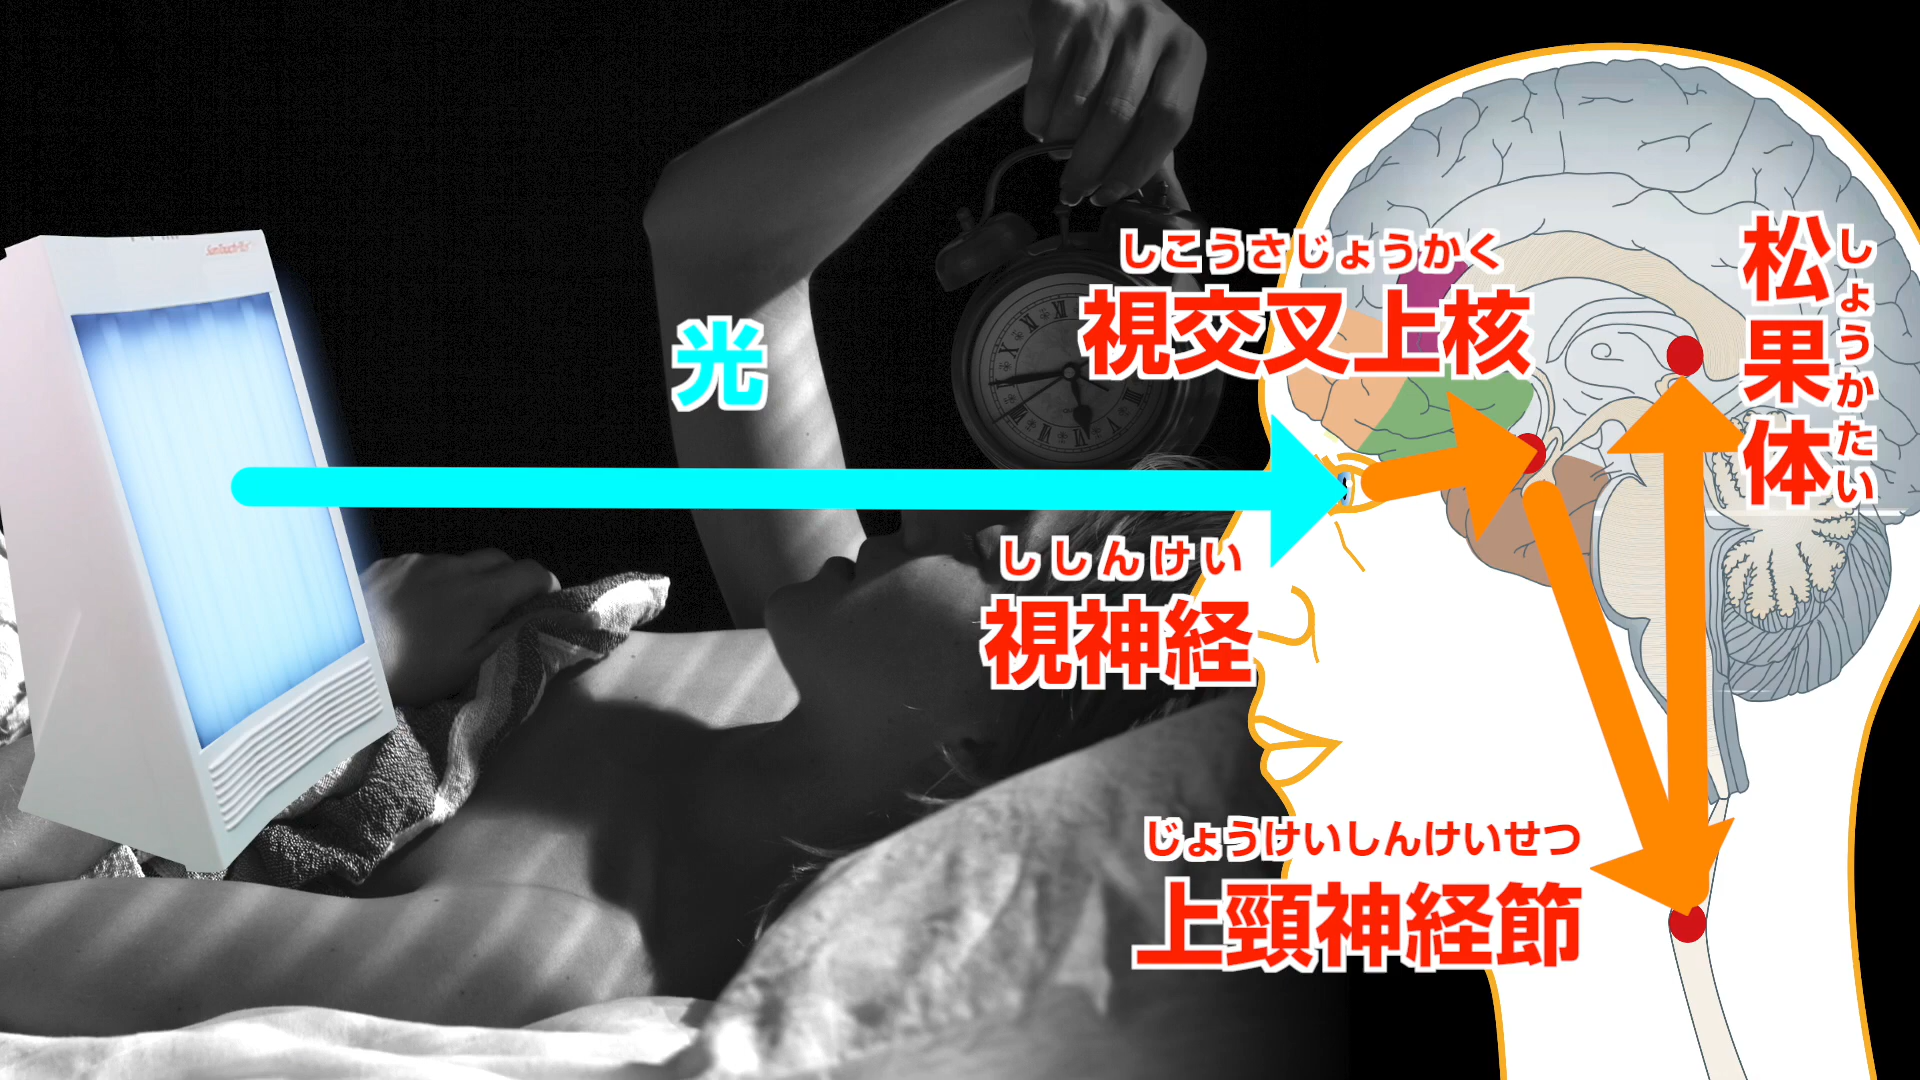 光
しこうさじょうかく
視交叉上核
しょうかたい
松果体
ししんけい
視神経
じょうけいしんけいせつ
上頸神経節